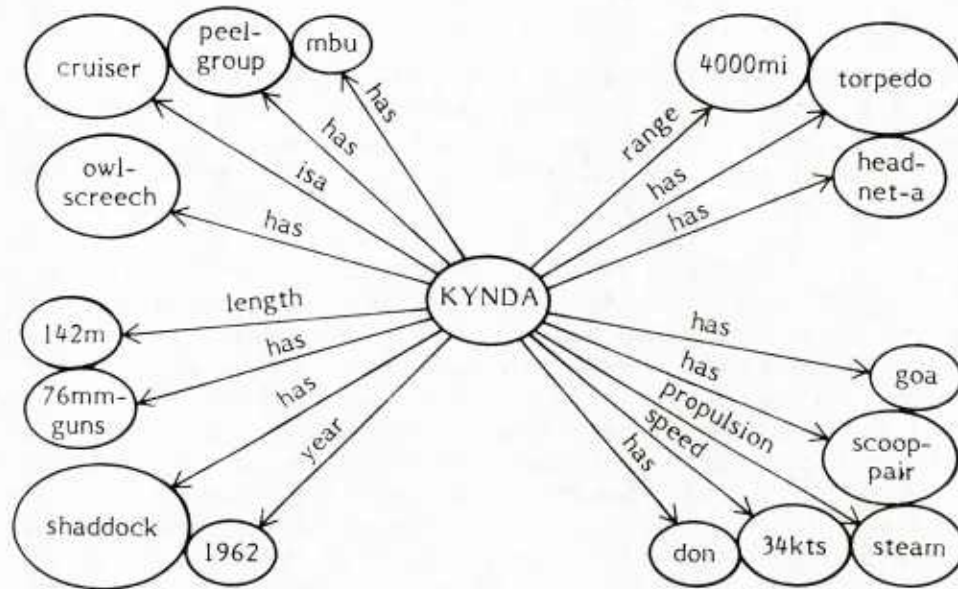 cruiser
peel-
group
mbu
4000mi
torpedo
has
has
range
isa
has
owl-
screech
has
head-
net-a
has
KYNDA
length
142m
has
has
goa
76mm-
guns
has
has
propulsion
speed
year
has
scoop-
pair
shaddock
1962
don
34kts
steam